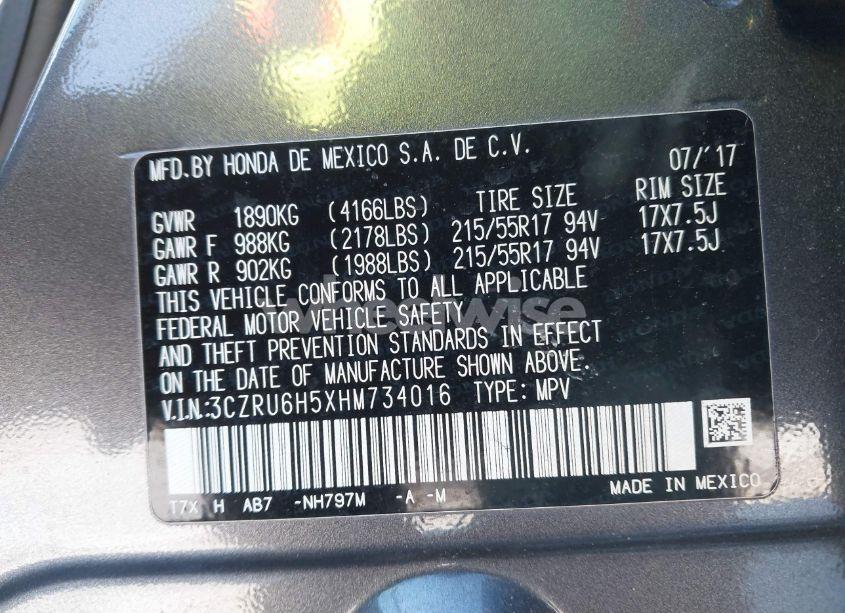 MFD. BY HONDA DE MEXICO S.A. DE C.V. 07/'17
TIRE SIZE RIM SIZE
GVWR 1890KG (4166LBS)
GAWR F 988KG (2178LBS) 215/55R17 94V 17X7.5J
GAWR R 902KG (1988LBS) 215/55R17 94V 17X7.5J
THIS VEHICLE CONFORMS TO ALL APPLICABLE
FEDERAL MOTOR VEHICLE SAFETY
AND THEFT PREVENTION STANDARDS IN EFFECT
ON THE DATE OF MANUFACTURE SHOWN ABOVE.
V.I.N.:3CZRU6H5XHM734016 TYPE: MPV
T7X H AB7 -NH797M -A -M MADE IN MEXICO
wheelwise